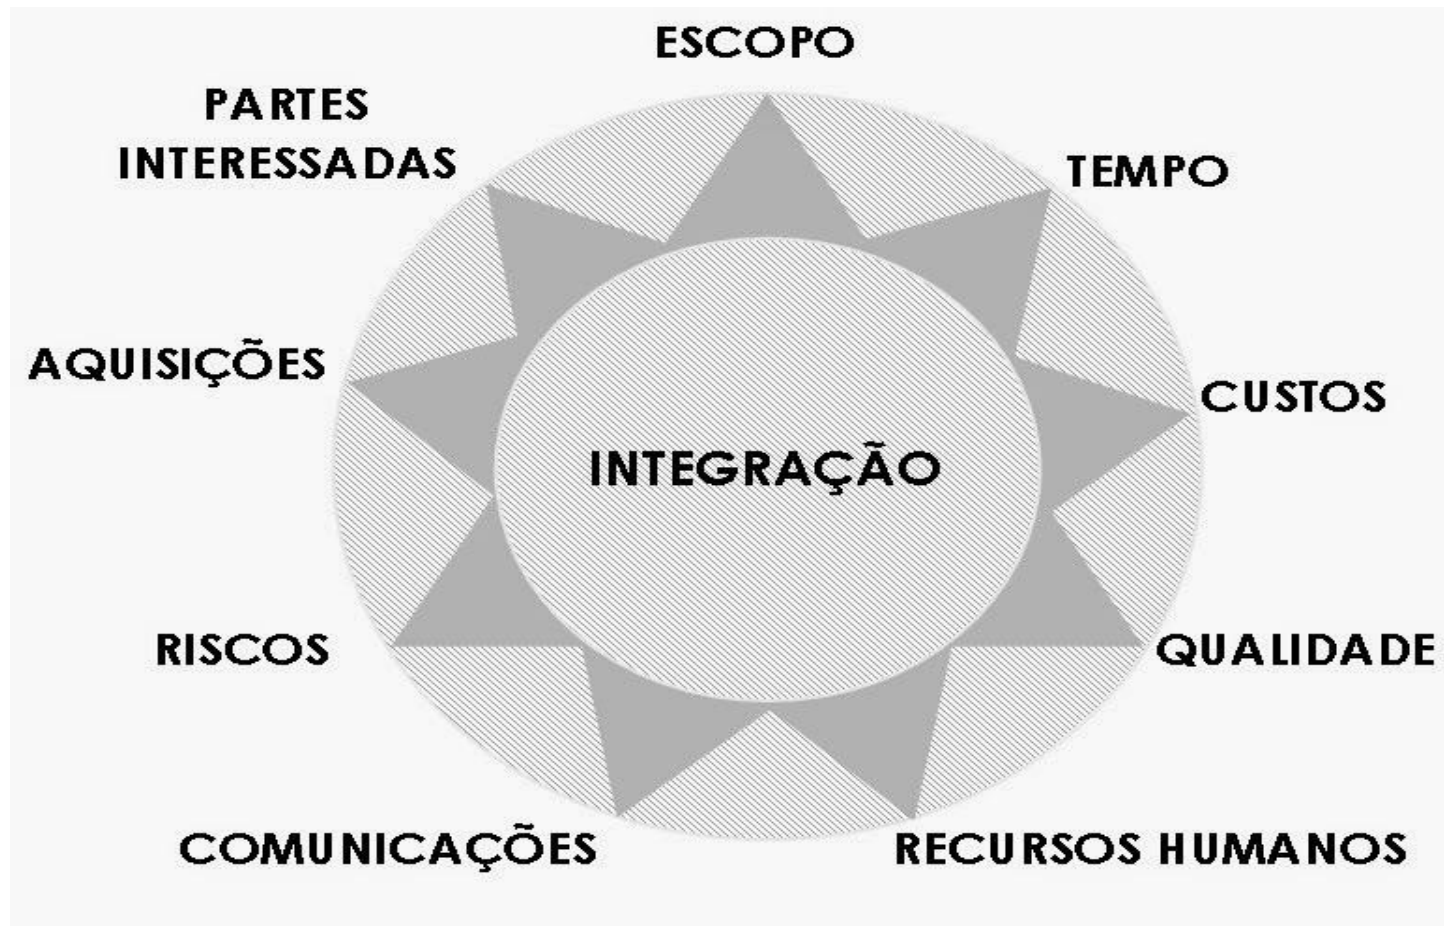 ESCOPO
PARTES
INTERESSADAS
TEMPO
AQUISIÇÕES
CUSTOS
INTEGRAÇÃO
RISCOS
QUALIDADE
COMUNICAÇÕES
RECURSOS HUMANOS